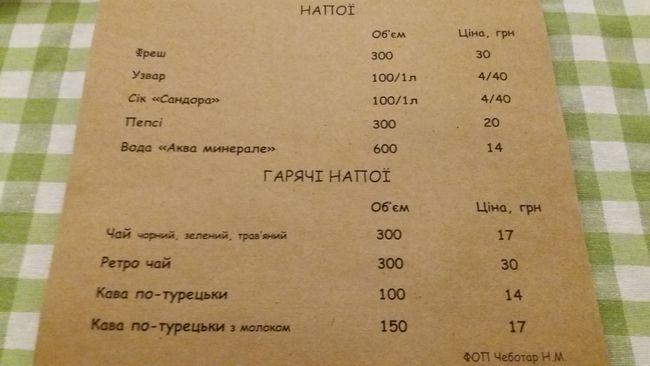 НАПОЇ
Об'єм Ціна, грн
Фреш 300 30
Узвар 100/1л 4/40
Сік «Сандора» 100/1л 4/40
Пепсі 300 20
Вода «Аква минерале» 600 14
ГАРЯЧІ НАПОЇ
Об'єм Ціна, грн
Чай чорний, зелений, трав'яний 300 17
Ретро чай 300 30
Кава по-турецьки 100 14
Кава по-турецьки з молоком 150 17
ФОП Чеботар Н.М.